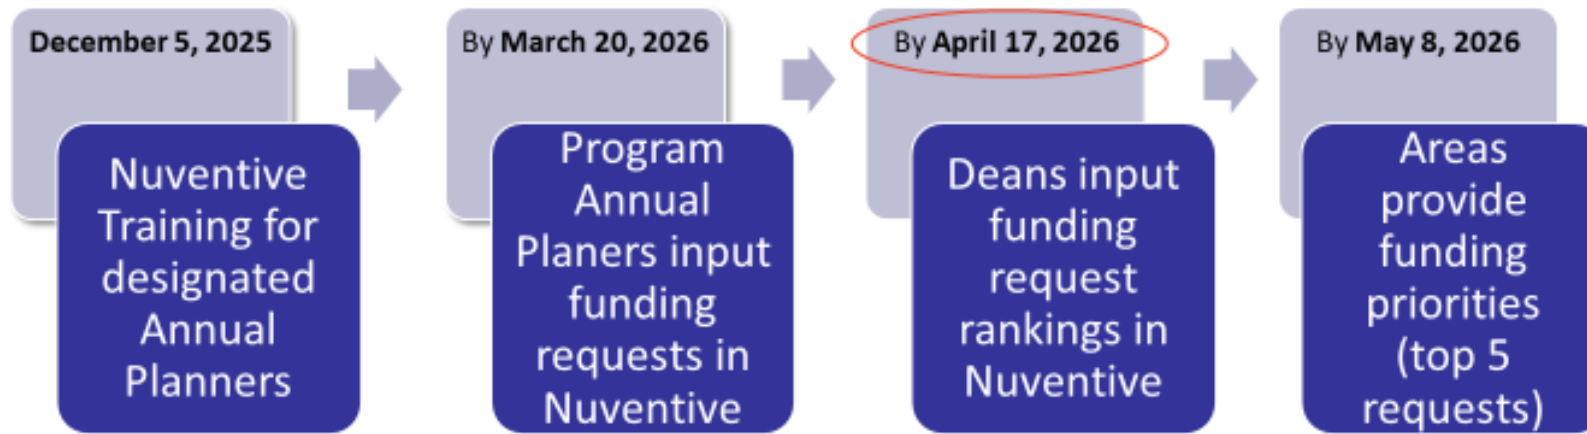 December 5, 2025
Nuventive
Training for
designated
Annual
Planners
By March 20, 2026
Program
Annual
Planers input
funding
requests in
Nuventive
By April 17, 2026
Deans input
funding
request
rankings in
Nuventive
By May 8, 2026
Areas
provide
funding
priorities
(top 5
requests)